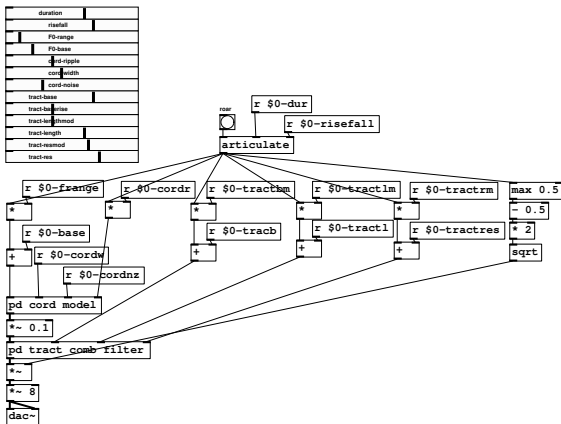 duration
risefall
F0-range
F0-base
cord-ripple
cord-width
cord-noise
tract-base
tract-baserise
tract-lengthmod
tract-length
tract-resmod
tract-res
roar
r $0-dur
r $0-risefall
articulate
r $0-frange
r $0-cordr
r $0-tractbm
r $0-tractlm
r $0-tractrm
max 0.5
*
*
*
*
*
- 0.5
r $0-base
r $0-tracb
r $0-tractl
r $0-tractres
* 2
+
r $0-cordw
+
+
+
sqrt
r $0-cordnz
pd cord model
*~ 0.1
pd tract comb filter
*~
*~ 8
dac~